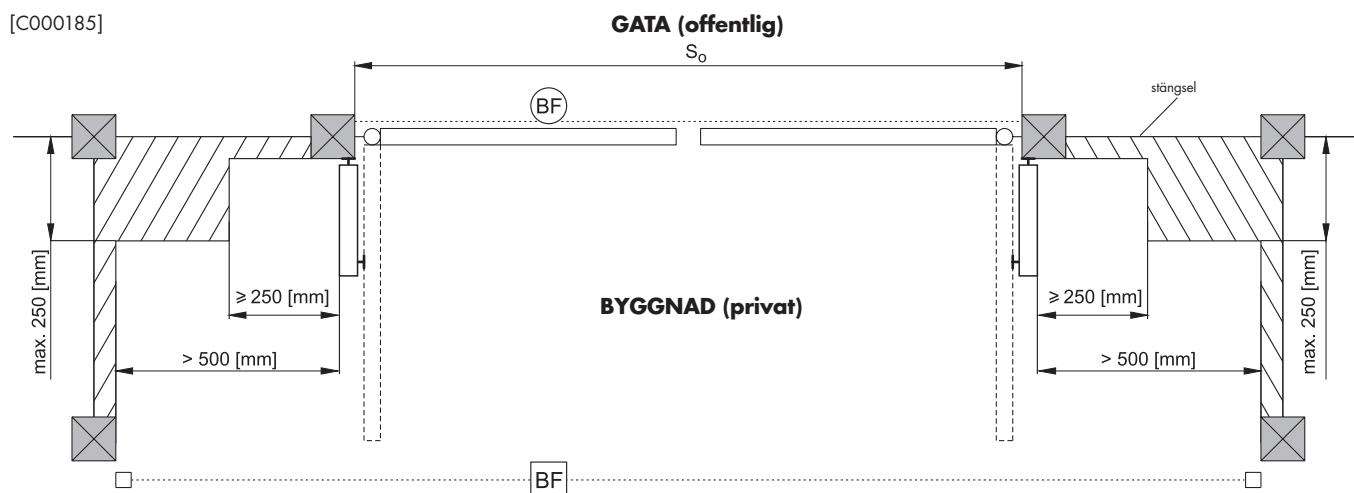 [C000185]
GATA (offentlig)
So
stängsel
BF
max. 250 [mm]
⩾ 250 [mm]
> 500 [mm]
BYGGNAD (privat)
⩾ 250 [mm]
> 500 [mm]
max. 250 [mm]
BF